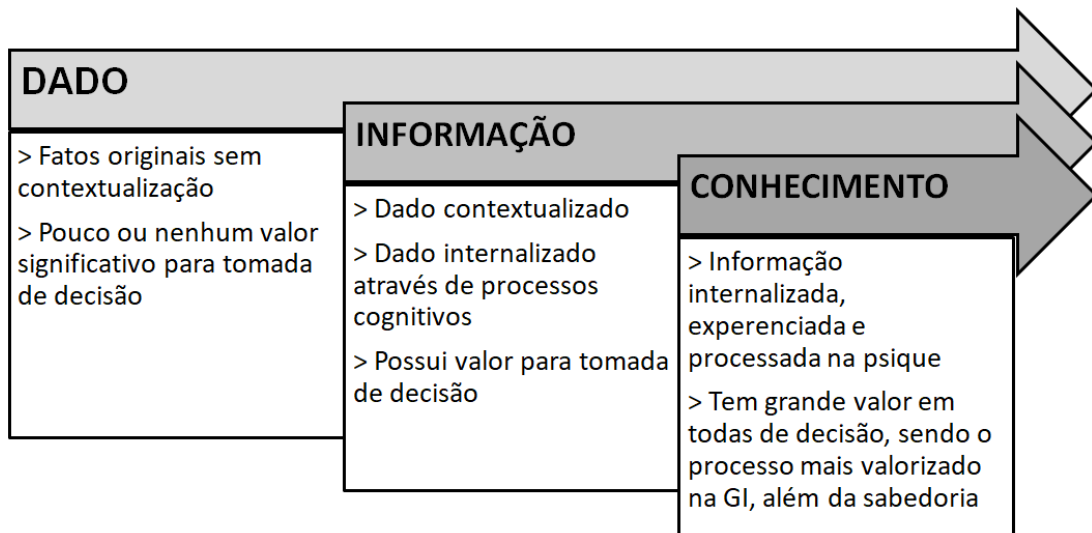 DADO
> Fatos originais sem
contextualização
> Pouco ou nenhum valor
significativo para tomada
de decisão
INFORMAÇÃO
> Dado contextualizado
> Dado internalizado
através de processos
cognitivos
> Possui valor para tomada
de decisão
CONHECIMENTO
> Informação
internalizada,
experenciada e
processada na psique
> Tem grande valor em
todas de decisão, sendo o
processo mais valorizado
na GI, além da sabedoria